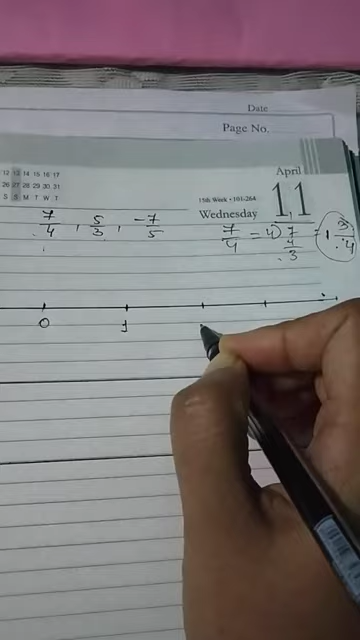 Date
Page No.
April
12 13 14 15 16 17
26 27 28 29 30 31
S S M T W T
15th Week • 101-264
Wednesday 11
7/4 , 5/3 , -7/5
7/4 = 4)7(1 = 1 3/4
4
3
0 1